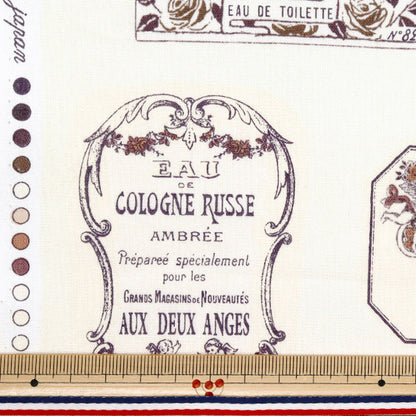 japan
EAU DE TOILETTE
EAU
DE
COLOGNE RUSSE
AMBRÉE
Préparée spécialement
pour les
GRANDS MAGASINS DE NOUVEAUTÉS
AUX DEUX ANGES